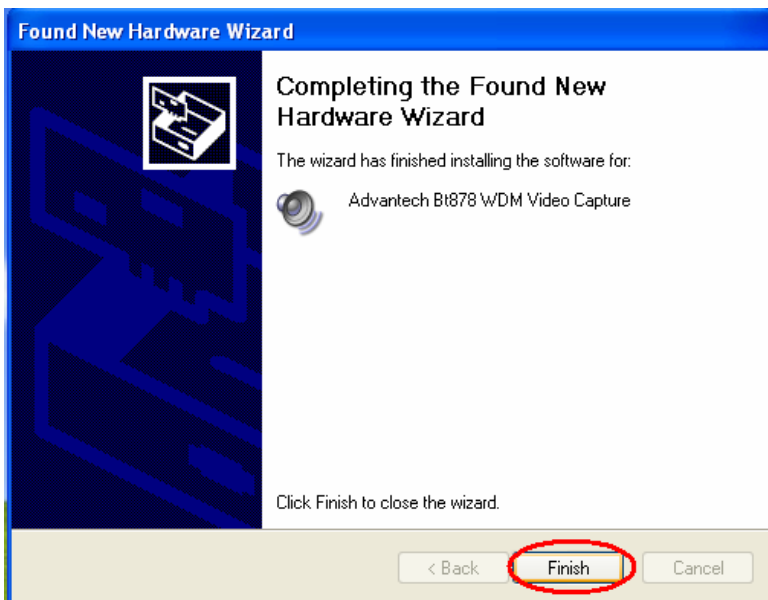 Found New Hardware Wizard
Completing the Found New
Hardware Wizard
The wizard has finished installing the software for:
Advantech Bt878 WDM Video Capture
Click Finish to close the wizard.
< Back
Finish
Cancel